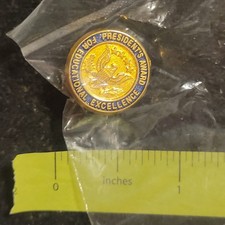 PRESIDENT'S AWARD
FOR EDUCATIONAL EXCELLENCE
0 1
Inches